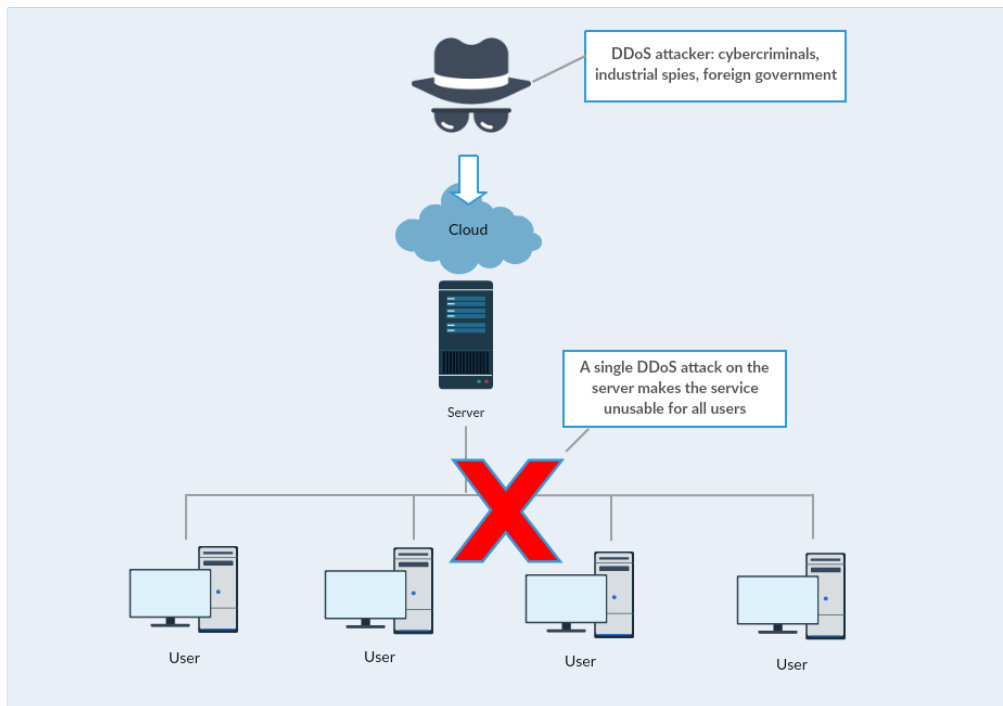 DDoS attacker: cybercriminals,
industrial spies, foreign government
Cloud
A single DDoS attack on the
server makes the service
unusable for all users
Server
User
User
User
User